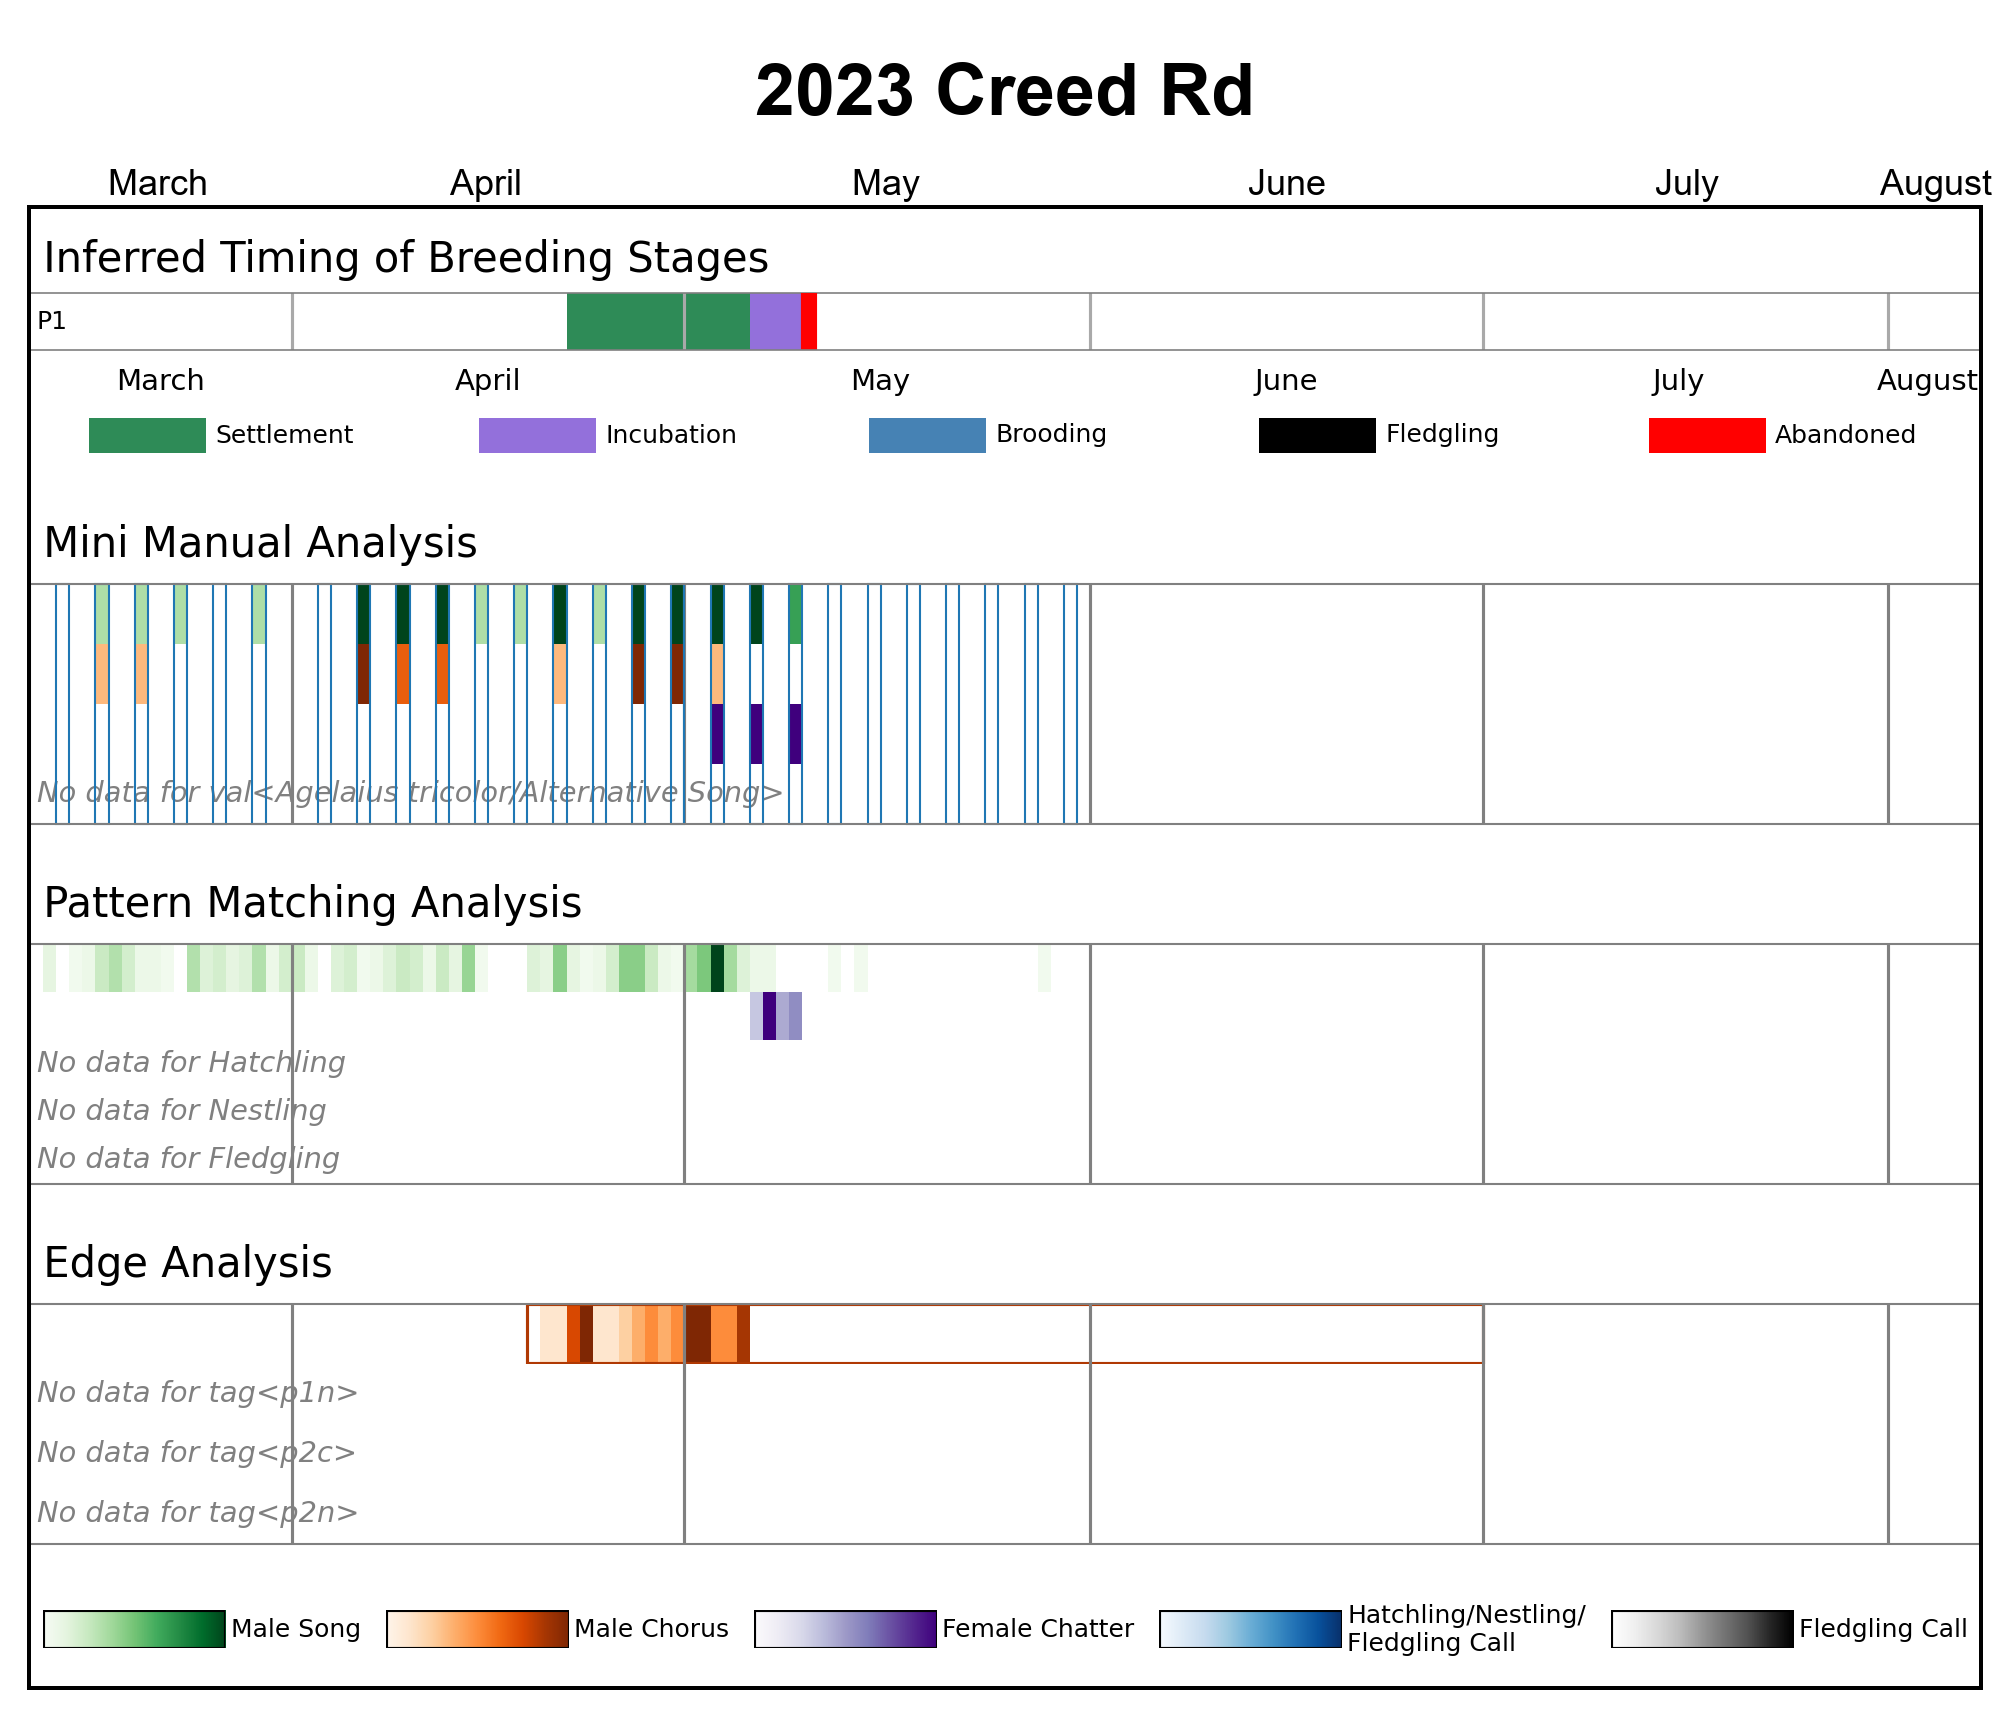 2023 Creed Rd
March April May June July August
Inferred Timing of Breeding Stages
P1
March April May June July August
Settlement Incubation Brooding Fledgling Abandoned
Mini Manual Analysis
No data for val<Agelaius tricolor/Alternative Song>
Pattern Matching Analysis
No data for Hatchling
No data for Nestling
No data for Fledgling
Edge Analysis
No data for tag<p1n>
No data for tag<p2c>
No data for tag<p2n>
Male Song Male Chorus Female Chatter Hatchling/Nestling/ Fledgling Call
Fledgling Call